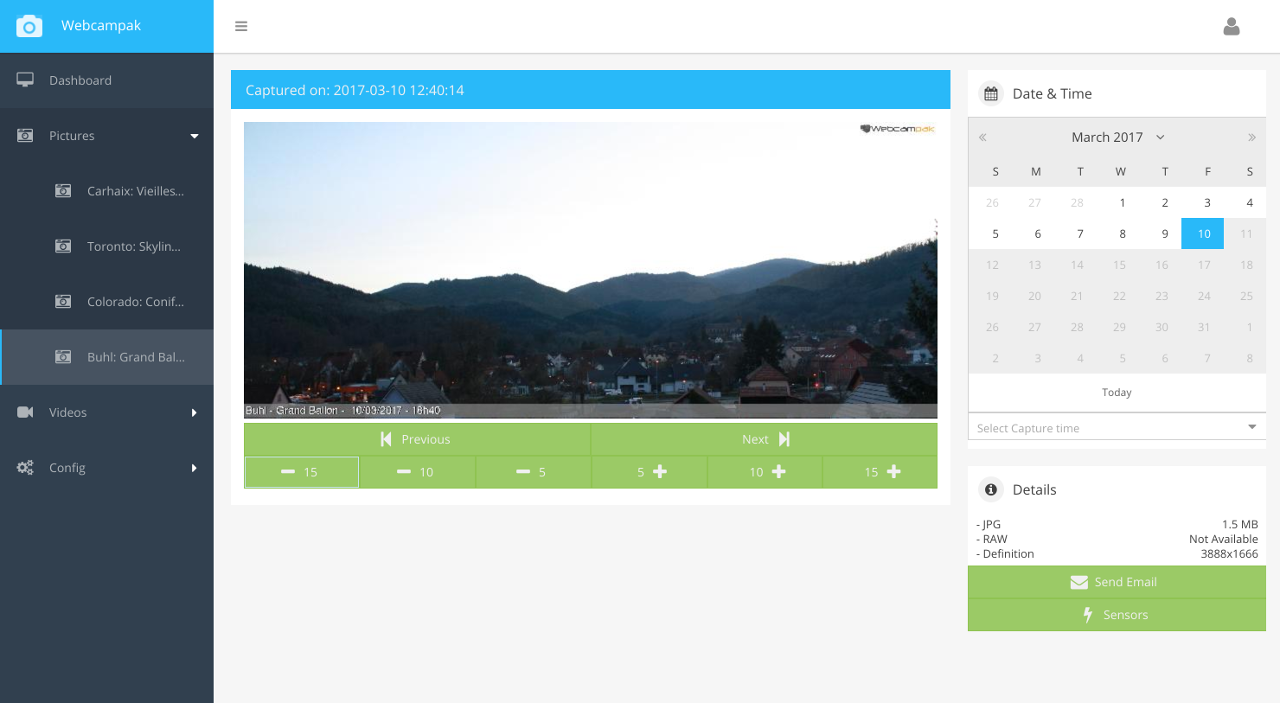 Webcampak
Dashboard
Pictures
Carhaix: Vieilles...
Toronto: Skylin...
Colorado: Conif...
Buhl: Grand Bal...
Videos
Config
Captured on: 2017-03-10 12:40:14
Webcampak
Buhl - Grand Ballon - 10/03/2017 - 18h40
Previous
Next
15
10
5
5
10
15
Date & Time
March 2017
S M T W T F S
26 27 28 1 2 3 4
5 6 7 8 9 10 11
12 13 14 15 16 17 18
19 20 21 22 23 24 25
26 27 28 29 30 31 1
2 3 4 5 6 7 8
Today
Select Capture time
Details
- JPG 1.5 MB
- RAW Not Available
- Definition 3888x1666
Send Email
Sensors